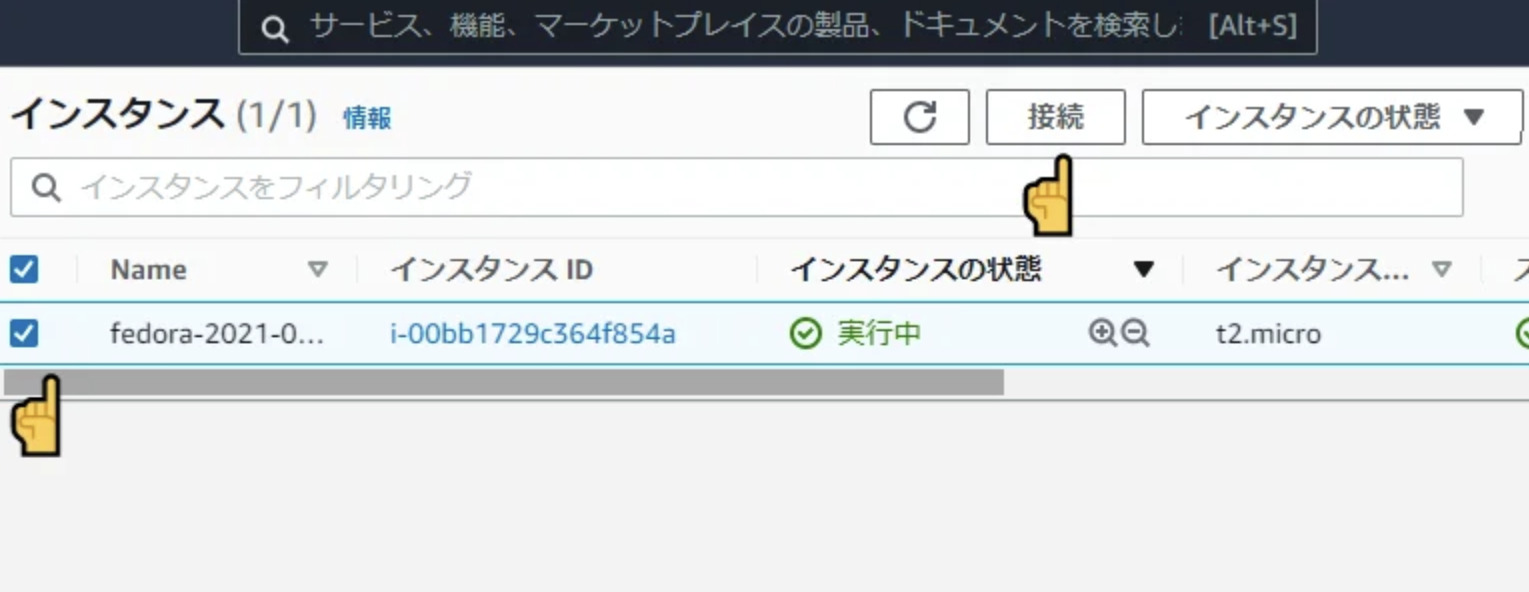 サービス、機能、マーケットプレイスの製品、ドキュメントを検索し [Alt+S]
インスタンス (1/1) 情報 接続 インスタンスの状態
インスタンスをフィルタリング
Name インスタンス ID インスタンスの状態 インスタンス...
fedora-2021-0... i-00bb1729c364f854a 実行中 t2.micro